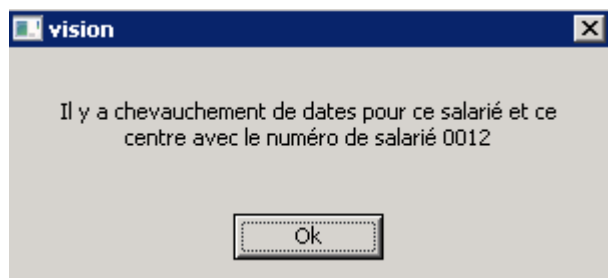 vision
Il y a chevauchement de dates pour ce salarié et ce
centre avec le numéro de salarié 0012
Ok